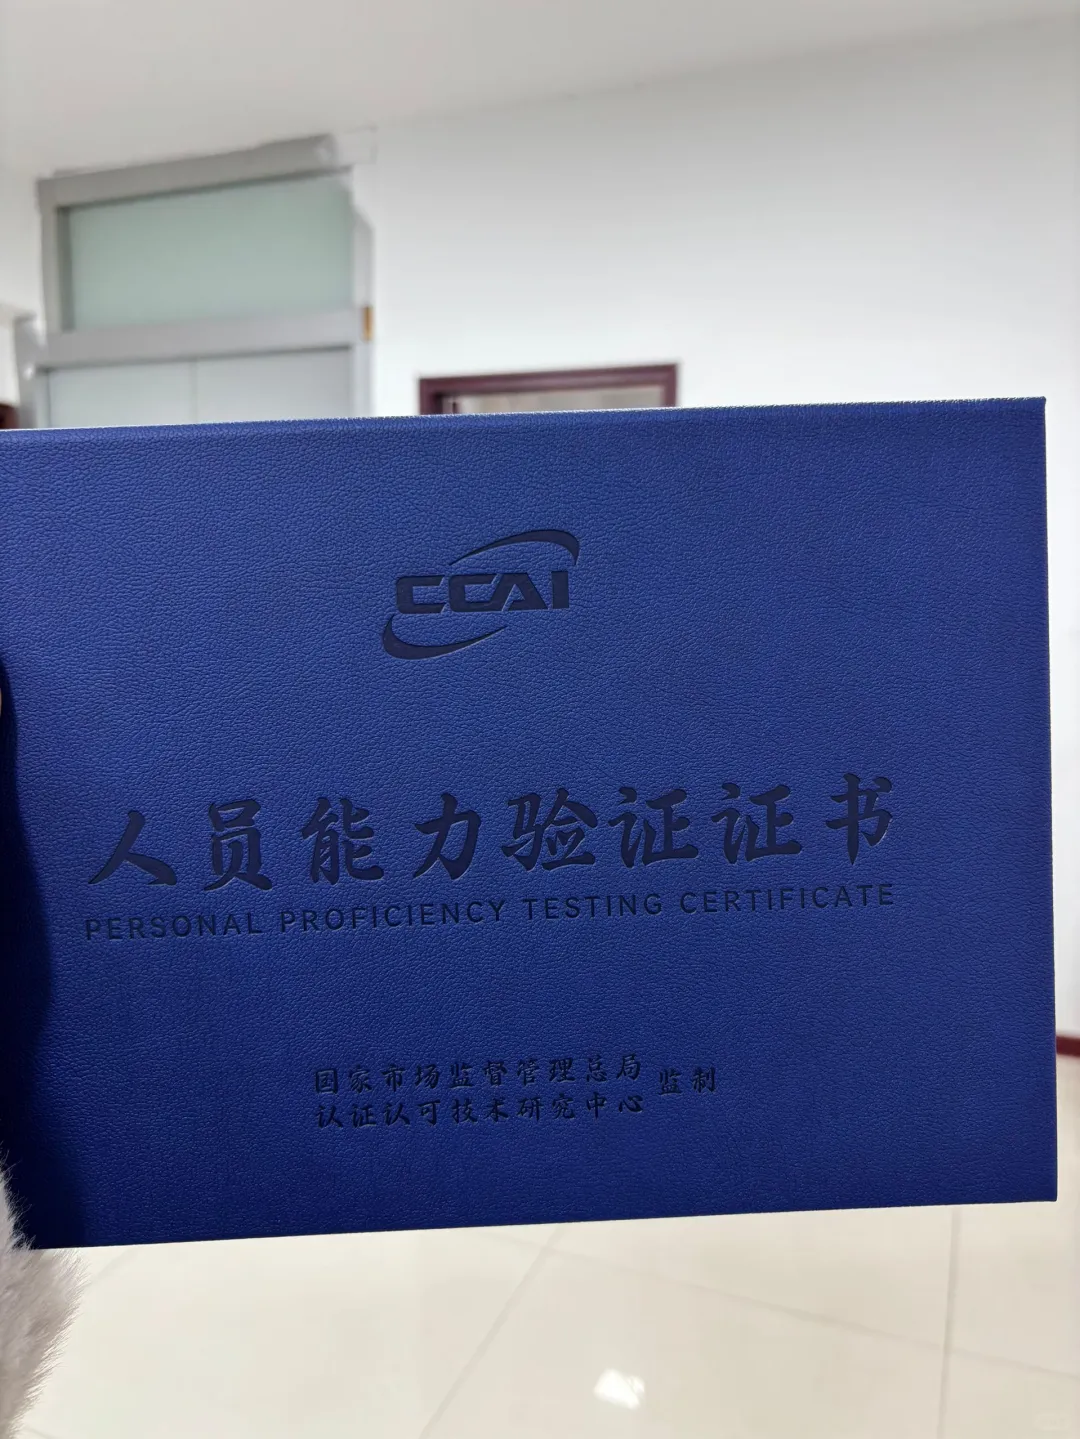 CCAI
人员能力验证证书
PERSONAL PROFICIENCY TESTING CERTIFICATE
国家市场监督管理总局
认证认可技术研究中心 监制